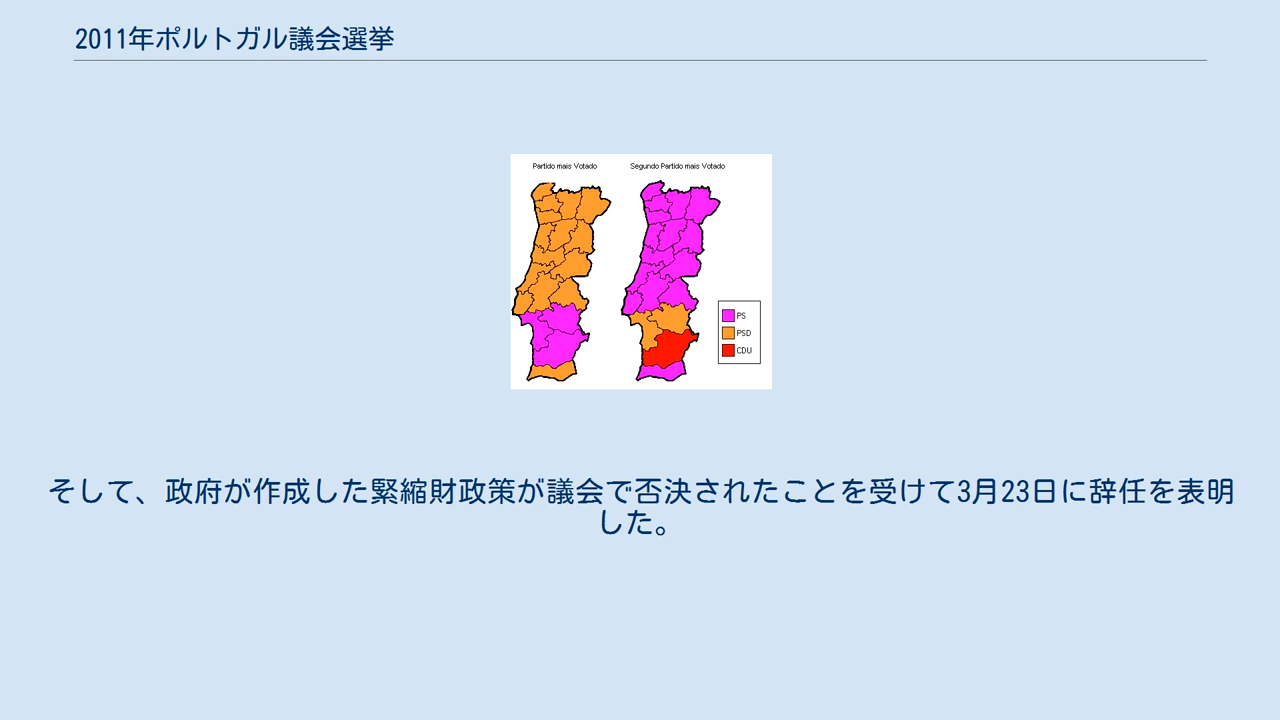 2011年ポルトガル議会選挙
Partido mais Votado
Segundo Partido mais Votado
PS
PSD
CDU
そして、政府が作成した緊縮財政策が議会で否決されたことを受けて3月23日に辞任を表明
した。